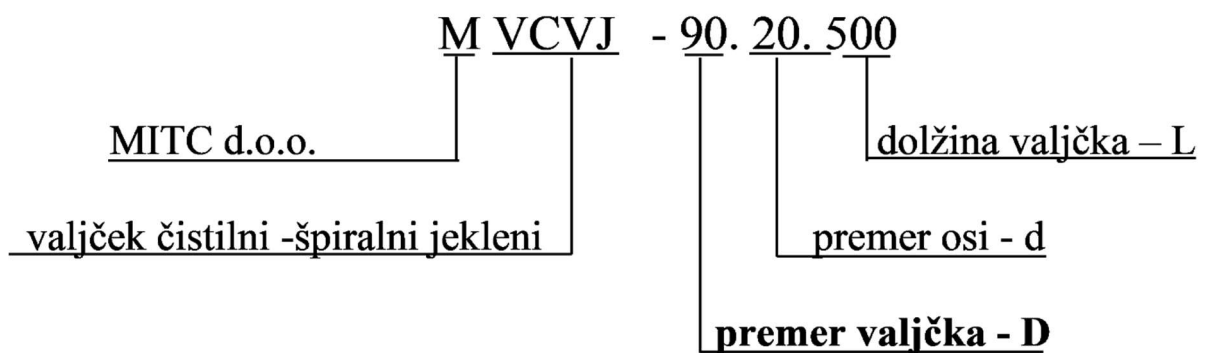 M VCVJ - 90. 20. 500
MITC d.o.o.
dolžina valjčka – L
valjček čistilni -špiralni jekleni
premer osi - d
premer valjčka - D